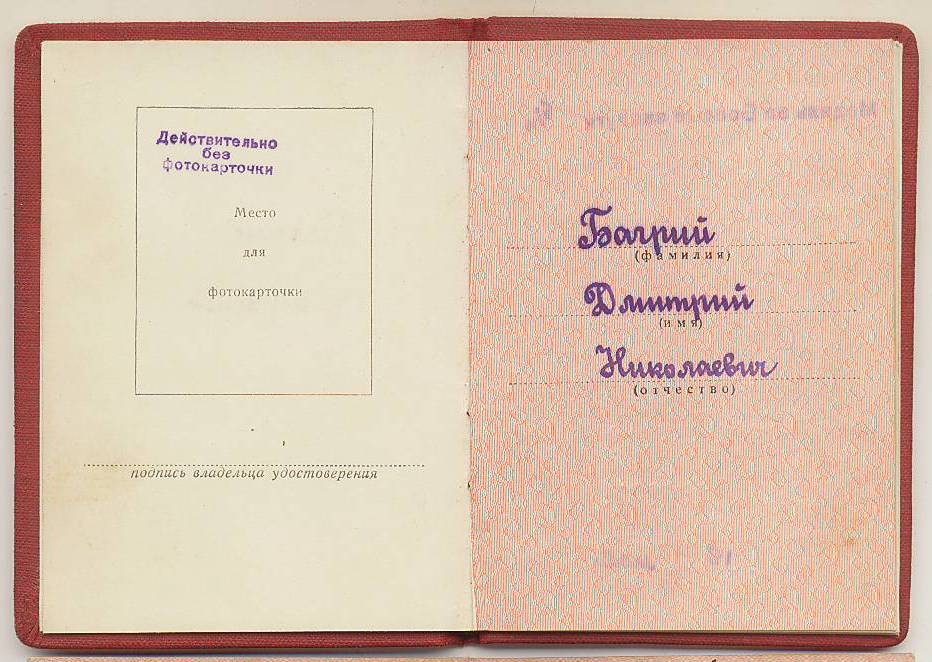 Действительно
без
фотокарточки
Место
для
фотокарточки
подпись владельца удостоверения
Багрий
(фамилия)
Дмитрий
(имя)
Николаевич
(отчество)